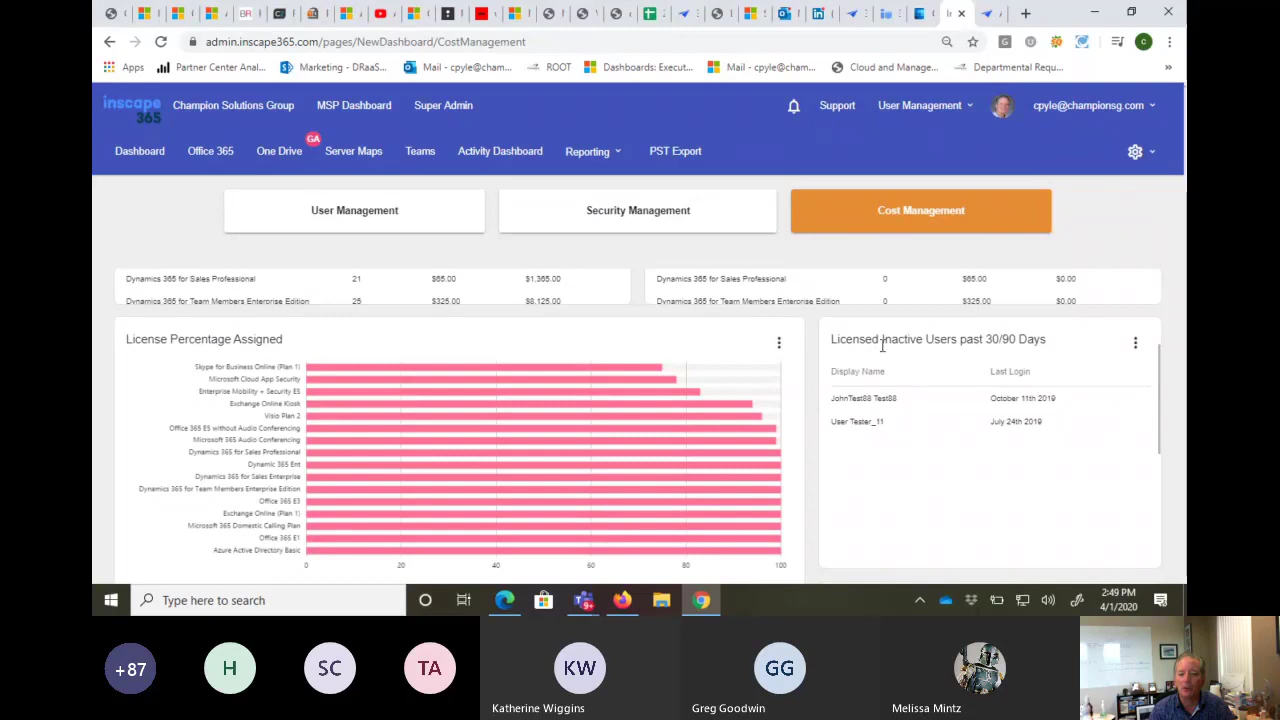 BR
admin.inscape365.com/pages/NewDashboard/CostManagement
G
c
Apps
Partner Center Anal...
Marketing - DRaaS...
Mail - cpyle@cham...
ROOT
Dashboards: Execut...
Mail - cpyle@cham...
Cloud and Manage...
Departmental Requ...
»
inscape
365
Champion Solutions Group
MSP Dashboard
Super Admin
Support
User Management
cpyle@championsg.com
Dashboard
Office 365
One Drive
GA
Server Maps
Teams
Activity Dashboard
Reporting
PST Export
User Management
Security Management
Cost Management
Dynamics 365 for Sales Professional 21 $65.00 $1,365.00
Dynamics 365 for Team Members Enterprise Edition 25 $325.00 $8,125.00
Dynamics 365 for Sales Professional 0 $65.00 $0.00
Dynamics 365 for Team Members Enterprise Edition 0 $325.00 $0.00
License Percentage Assigned
Skype for Business Online (Plan 1)
Microsoft Cloud App Security
Enterprise Mobility + Security E5
Exchange Online Kiosk
Visio Plan 2
Office 365 E5 without Audio Conferencing
Microsoft 365 Audio Conferencing
Dynamics 365 for Sales Professional
Dynamic 365 Ent
Dynamics 365 for Sales Enterprise
Dynamics 365 for Team Members Enterprise Edition
Office 365 E3
Exchange Online (Plan 1)
Microsoft 365 Domestic Calling Plan
Office 365 E1
Azure Active Directory Basic
0 20 40 60 80 100
Licensed Inactive Users past 30/90 Days
Display Name Last Login
JohnTest88 Test88 October 11th 2019
User Tester_11 July 24th 2019
Type here to search
9+
2:49 PM
4/1/2020
+87
H
SC
TA
KW
Katherine Wiggins
GG
Greg Goodwin
Melissa Mintz